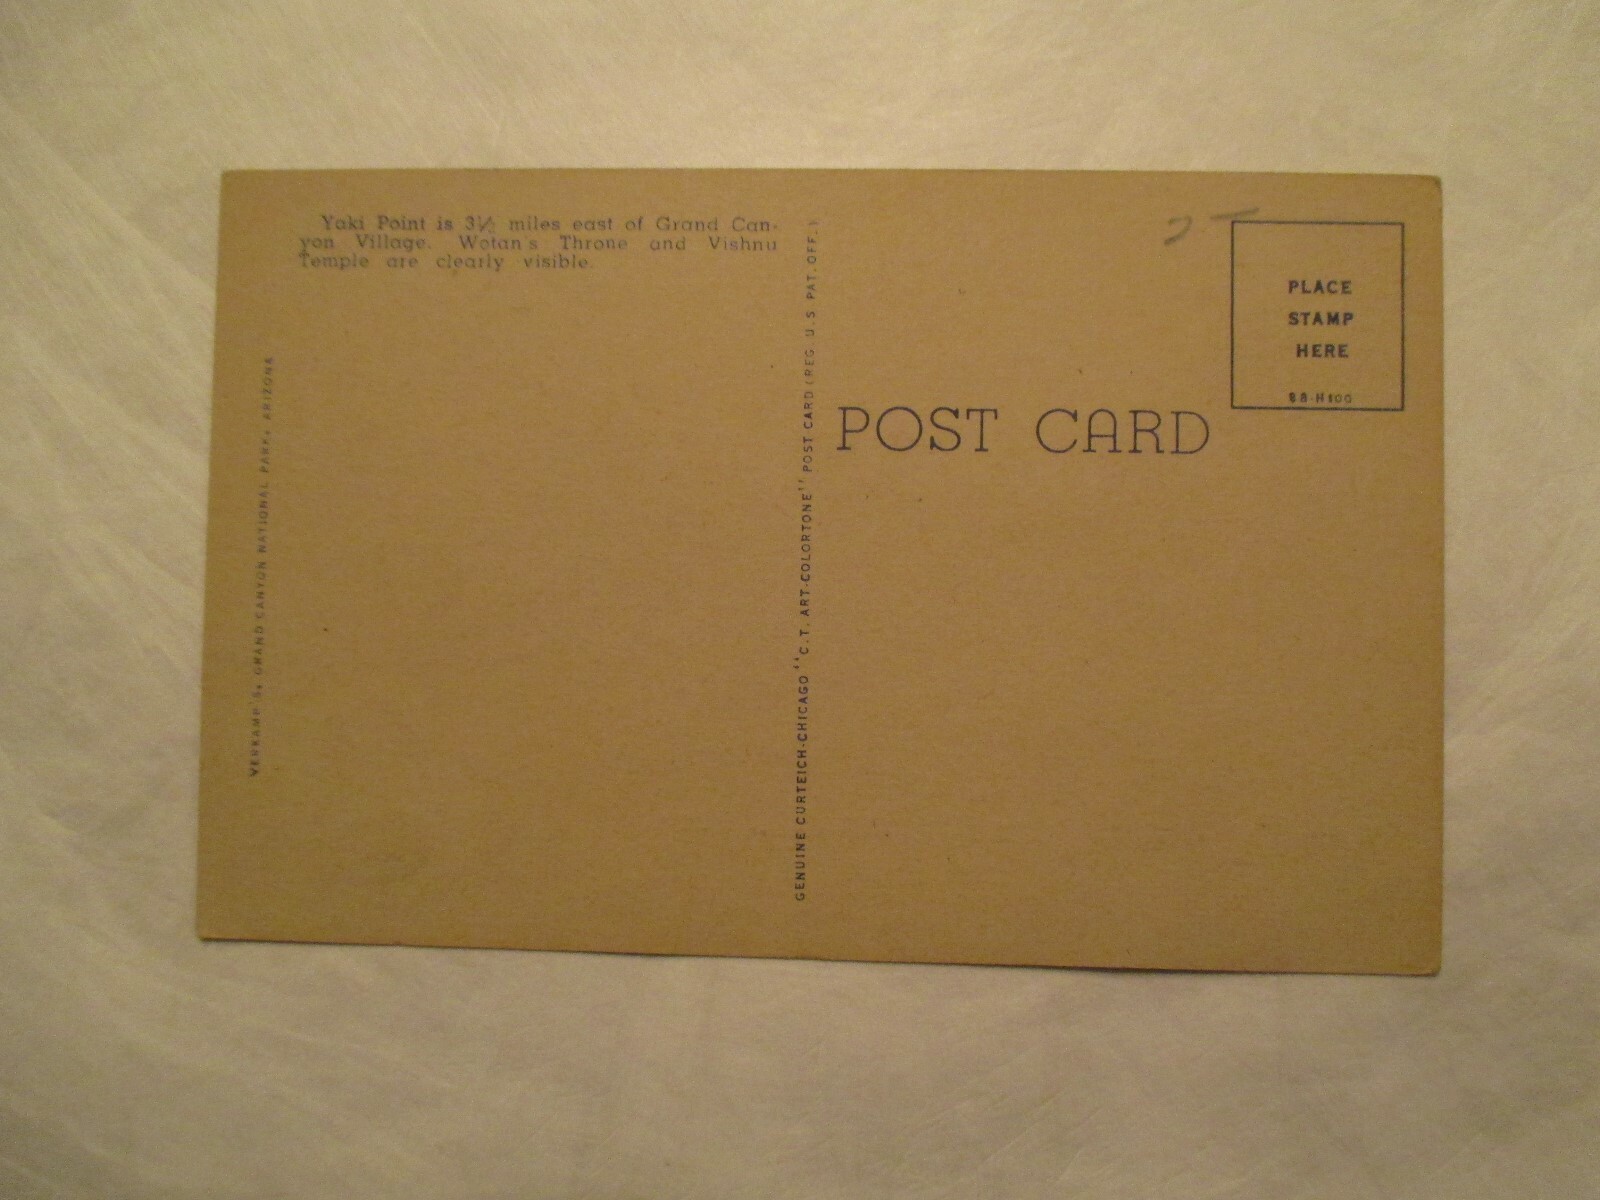 Yaki Point is 3½ miles east of Grand Can-
yon Village. Wotan's Throne and Vishnu
Temple are clearly visible.
VERKAMP'S, GRAND CANYON NATIONAL PARK, ARIZONA
GENUINE CURTEICH-CHICAGO "C.T. ART-COLORTONE" POST CARD (REG. U.S. PAT. OFF.)
POST CARD
PLACE
STAMP
HERE
8B-H100